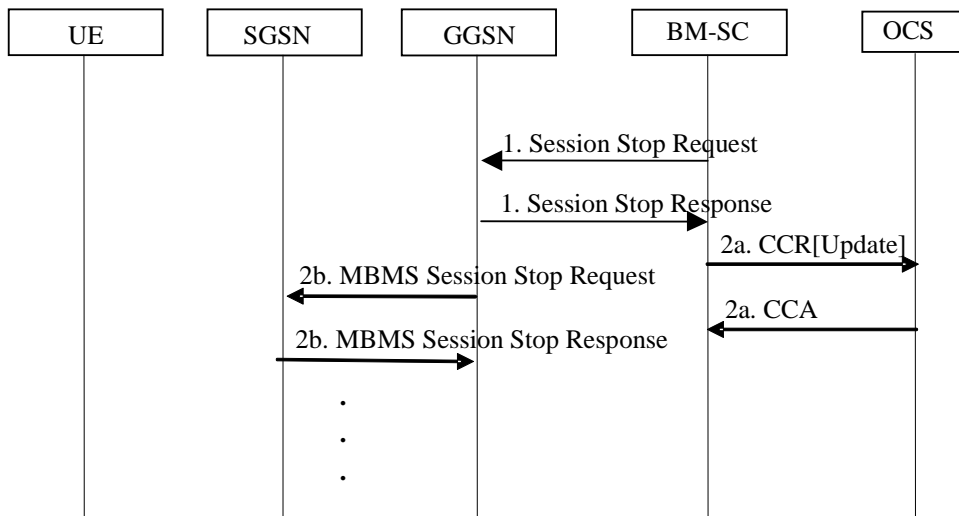 UE
SGSN
GGSN
BM-SC
OCS
1. Session Stop Request
1. Session Stop Response
2a. CCR[Update]
2b. MBMS Session Stop Request
2a. CCA
2b. MBMS Session Stop Response
.
.
.